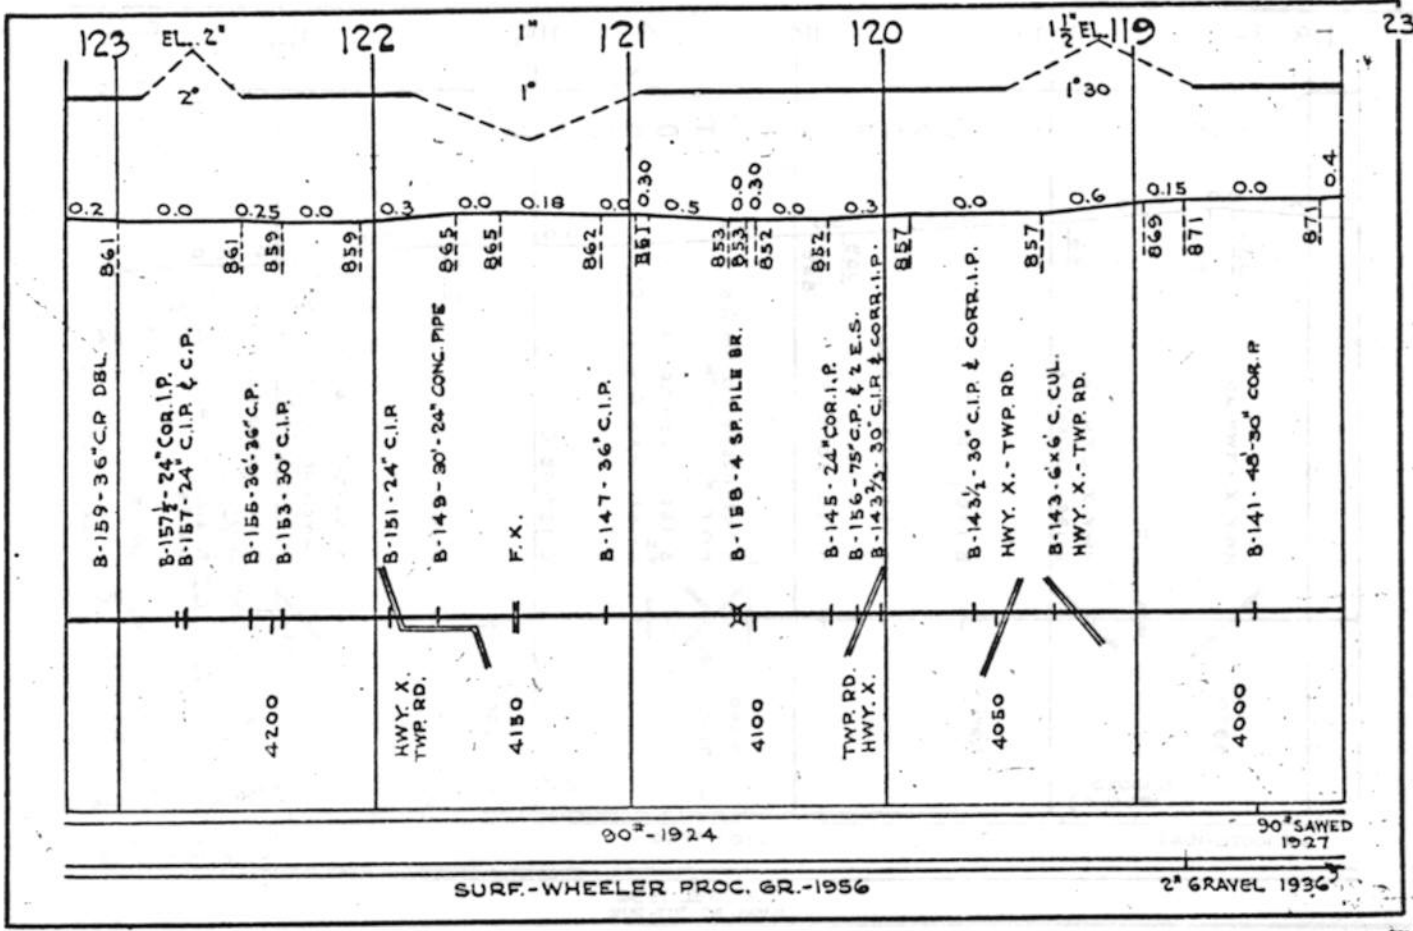 123
EL. 2"
122
1"
121
120
1½" EL.
119
23
2°
1°
1°30
0.2
0.0
0.25
0.0
0.3
0.0
0.18
0.0
0.30
0.5
0.0
0.30
0.0
0.3
0.0
0.6
0.15
0.0
0.4
861
861
859
859
865
865
862
861
853
853
852
852
857
857
869
871
871
B-159-36" C.P. DBL.
B-157½-24" COR.I.P.
B-157-24" C.I.P. & C.P.
B-155-36'-36" C.P.
B-153-30" C.I.P.
B-151-24" C.I.P.
B-149-30'-24" CONC. PIPE
F.X.
B-147-36" C.I.P.
B-158-4 SP. PILE BR.
B-145-24" COR.I.P.
B-156-75' C.P. & 2 E.S.
B-143½-30" C.I.P. & CORR.I.P.
B-143½-30" C.I.P. & CORR.I.P.
HWY. X.-TWP. RD.
B-143-6'x6' C. CUL.
HWY. X.-TWP. RD.
B-141-48'-30" COR.P.
4200
HWY. X.
TWP. RD.
4150
4100
TWP. RD.
HWY. X.
4050
4000
90#-1924
90# SAWED
1927
SURF.-WHEELER PROC. GR.-1956
2" GRAVEL 1936